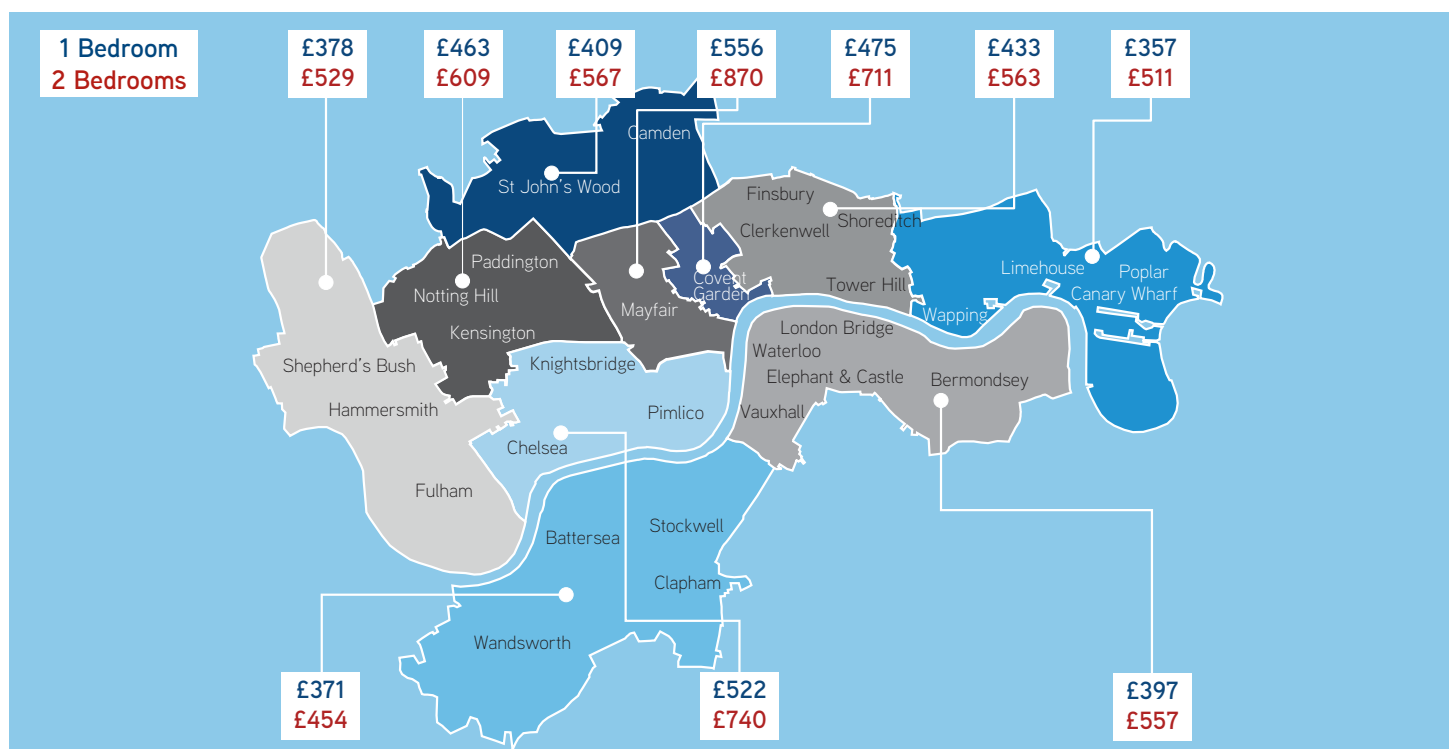 1 Bedroom
2 Bedrooms
£378
£529
£463
£609
£409
£567
£556
£870
£475
£711
£433
£563
£357
£511
Camden
St John's Wood
Finsbury
Shoreditch
Clerkenwell
Paddington
Notting Hill
Kensington
Mayfair
Covent
Garden
Tower Hill
Limehouse
Poplar
Canary Wharf
Wapping
London Bridge
Waterloo
Elephant & Castle
Bermondsey
Vauxhall
Shepherd's Bush
Hammersmith
Fulham
Knightsbridge
Pimlico
Chelsea
Battersea
Stockwell
Clapham
Wandsworth
£371
£454
£522
£740
£397
£557